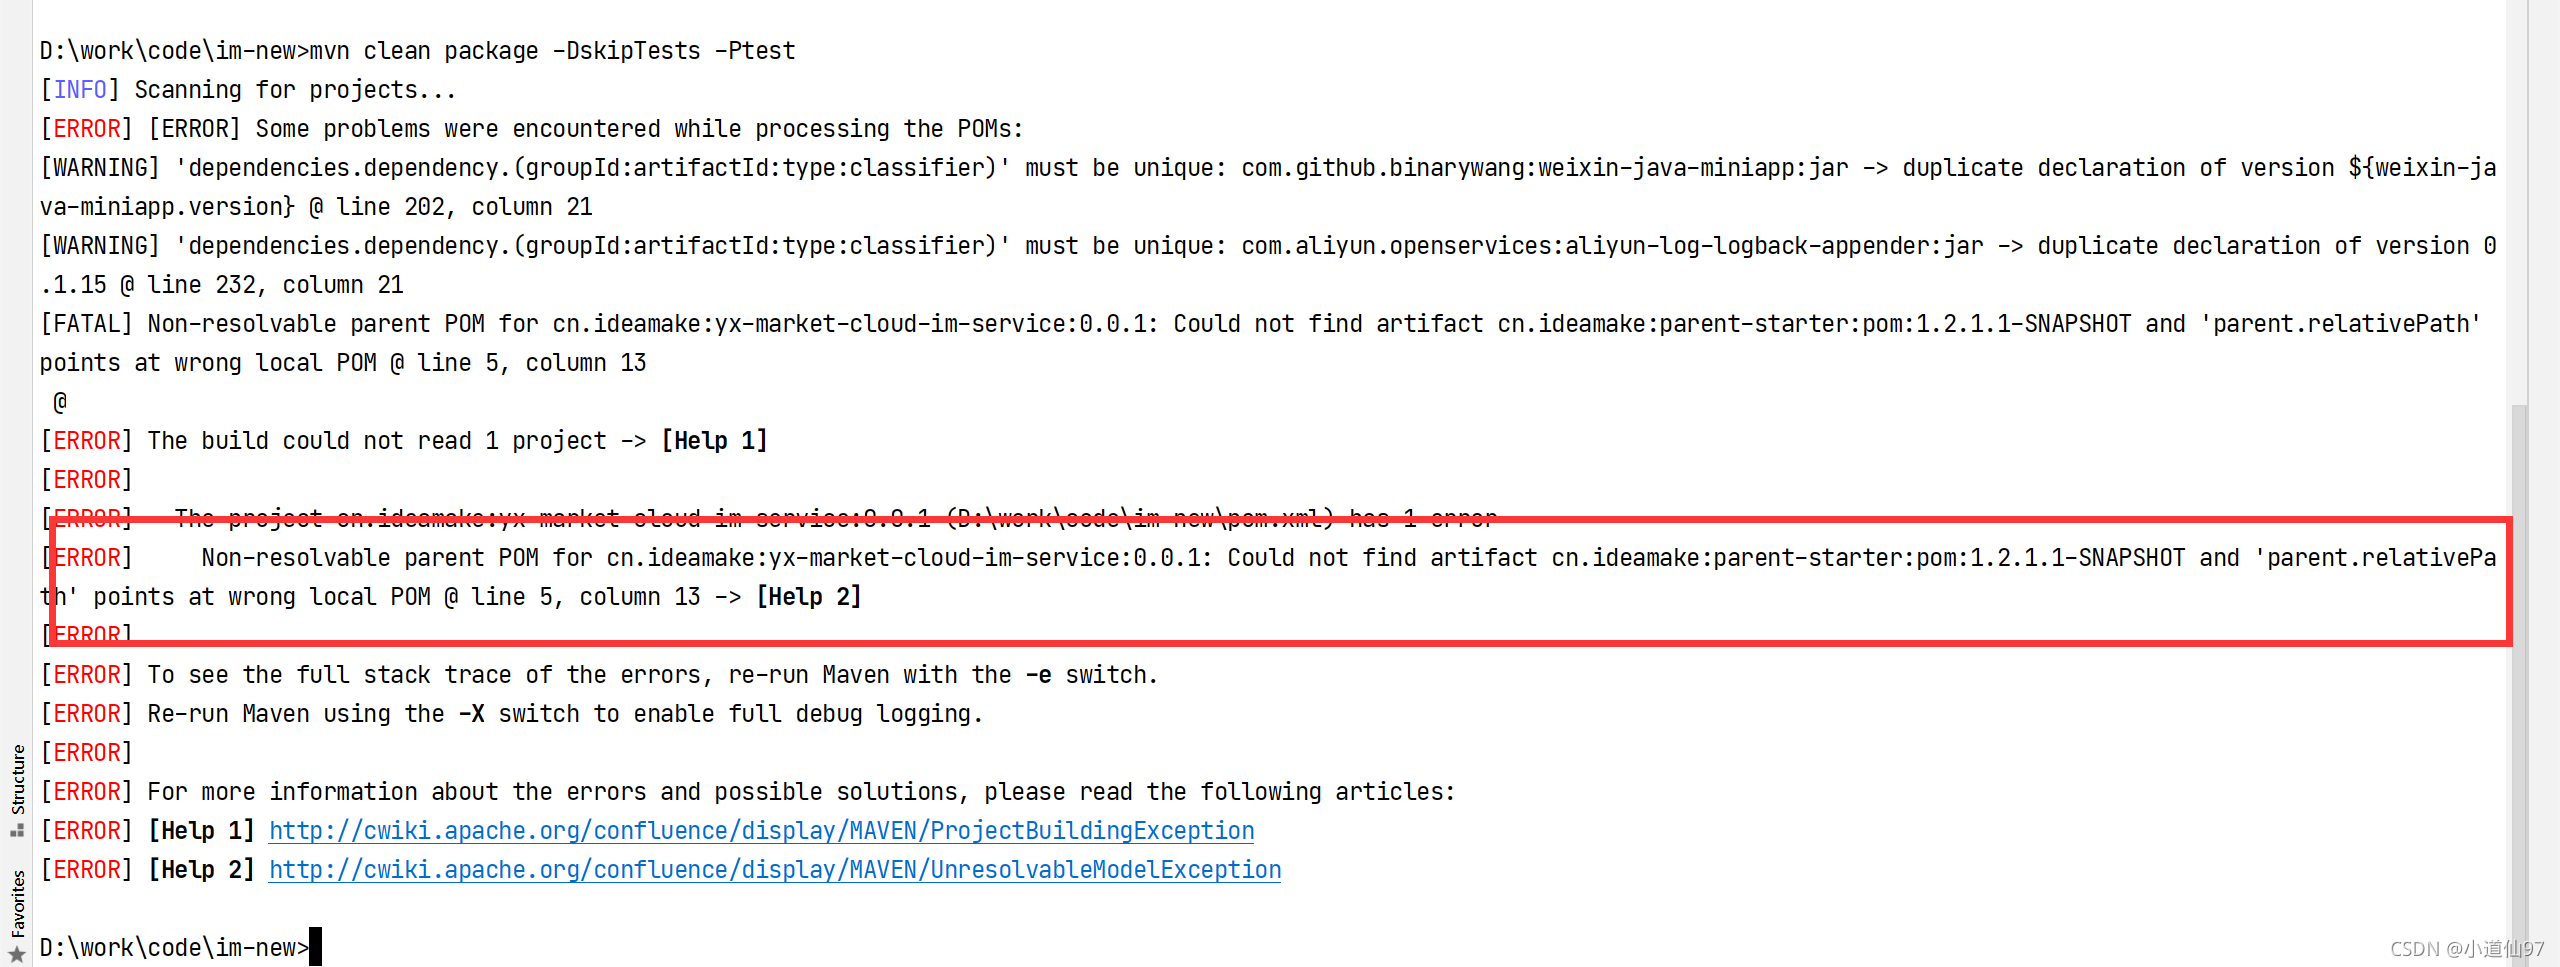 D:\work\code\im-new>mvn clean package -DskipTests -Ptest
[INFO] Scanning for projects...
[ERROR] [ERROR] Some problems were encountered while processing the POMs:
[WARNING] 'dependencies.dependency.(groupId:artifactId:type:classifier)' must be unique: com.github.binarywang:weixin-java-miniapp:jar -> duplicate declaration of version ${weixin-ja
va-miniapp.version} @ line 202, column 21
[WARNING] 'dependencies.dependency.(groupId:artifactId:type:classifier)' must be unique: com.aliyun.openservices:aliyun-log-logback-appender:jar -> duplicate declaration of version 0
.1.15 @ line 232, column 21
[FATAL] Non-resolvable parent POM for cn.ideamake:yx-market-cloud-im-service:0.0.1: Could not find artifact cn.ideamake:parent-starter:pom:1.2.1.1-SNAPSHOT and 'parent.relativePath'
points at wrong local POM @ line 5, column 13
@
[ERROR] The build could not read 1 project -> [Help 1]
[ERROR]
[ERROR]   The project cn.ideamake:yx-market-cloud-im-service:0.0.1 (D:\work\code\im-new\pom.xml) has 1 error
[ERROR]     Non-resolvable parent POM for cn.ideamake:yx-market-cloud-im-service:0.0.1: Could not find artifact cn.ideamake:parent-starter:pom:1.2.1.1-SNAPSHOT and 'parent.relativePa
th' points at wrong local POM @ line 5, column 13 -> [Help 2]
[ERROR]
[ERROR] To see the full stack trace of the errors, re-run Maven with the -e switch.
[ERROR] Re-run Maven using the -X switch to enable full debug logging.
[ERROR]
[ERROR] For more information about the errors and possible solutions, please read the following articles:
[ERROR] [Help 1] http://cwiki.apache.org/confluence/display/MAVEN/ProjectBuildingException
[ERROR] [Help 2] http://cwiki.apache.org/confluence/display/MAVEN/UnresolvableModelException
D:\work\code\im-new>
Structure
Favorites
CSDN @小道仙97